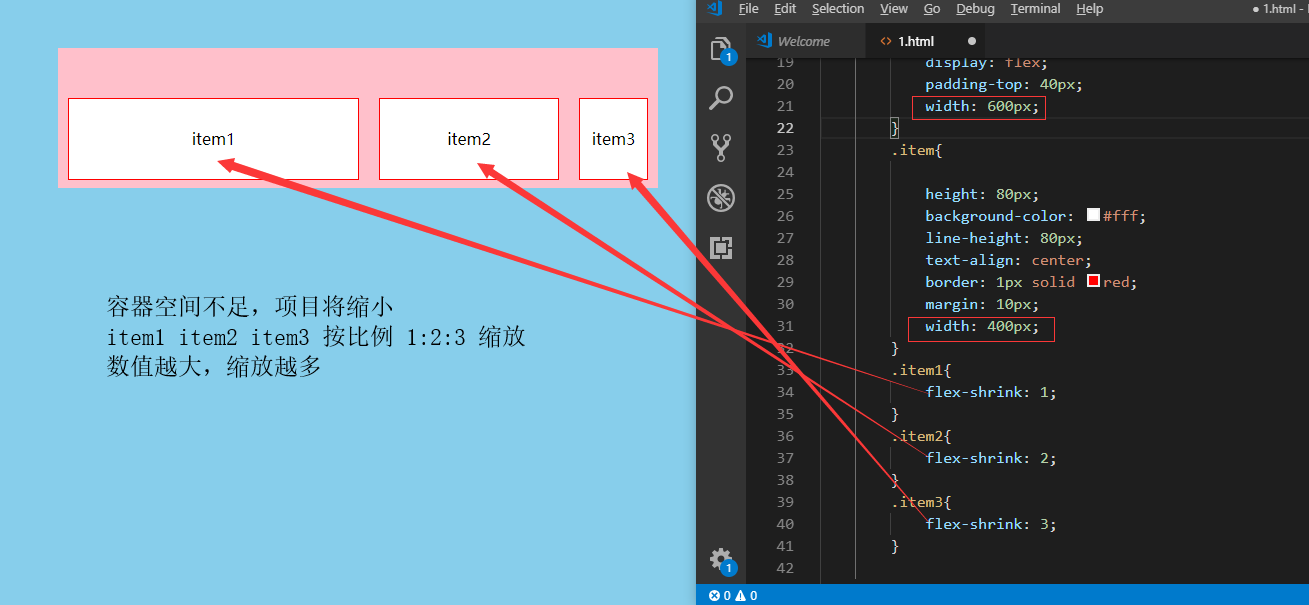 File Edit Selection View Go Debug Terminal Help ● 1.html -
1 Welcome <> 1.html ●
19 display: flex;
20 padding-top: 40px;
21 width: 600px;
22 }
23 .item{
24
25 height: 80px;
26 background-color: #fff;
27 line-height: 80px;
28 text-align: center;
29 border: 1px solid red;
30 margin: 10px;
31 width: 400px;
32 }
33 .item1{
34 flex-shrink: 1;
35 }
36 .item2{
37 flex-shrink: 2;
38 }
39 .item3{
40 flex-shrink: 3;
41 }
42
1
0 0
item1 item2 item3
容器空间不足，项目将缩小
item1 item2 item3 按比例 1:2:3 缩放
数值越大，缩放越多